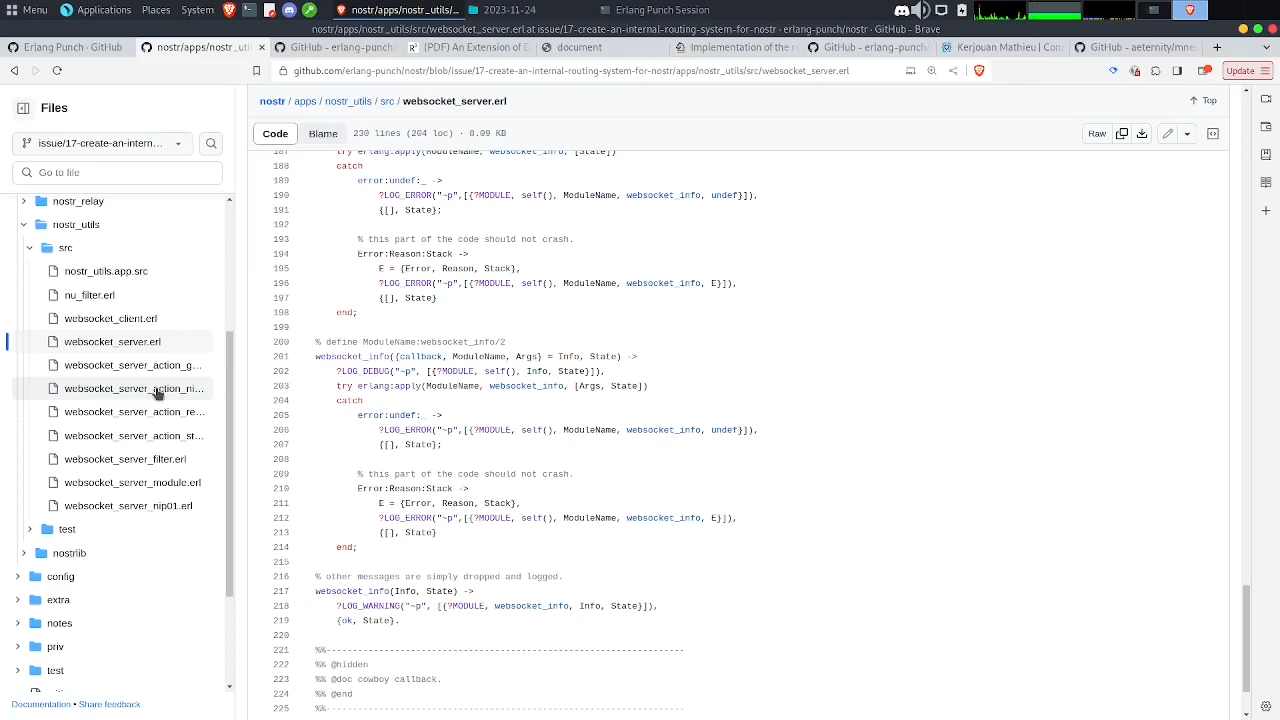 Menu Applications Places System nostr/apps/nostr_utils/... 2023-11-24 Erlang Punch Session
nostr/apps/nostr_utils/src/websocket_server.erl at issue/17-create-an-internal-routing-system-for-nostr · erlang-punch/nostr · GitHub - Brave
Erlang Punch · GitHub nostr/apps/nostr_util GitHub - erlang-punch/ (PDF) An Extension of E document Implementation of the r GitHub - erlang-punch/ Kerjouan Mathieu | Con GitHub - aeternity/mne
github.com/erlang-punch/nostr/blob/issue/17-create-an-internal-routing-system-for-nostr/apps/nostr_utils/src/websocket_server.erl Update
Files
issue/17-create-an-intern...
Go to file
nostr_relay
nostr_utils
src
nostr_utils.app.src
nu_filter.erl
websocket_client.erl
websocket_server.erl
websocket_server_action_g...
websocket_server_action_ni...
websocket_server_action_re...
websocket_server_action_st...
websocket_server_filter.erl
websocket_server_module.erl
websocket_server_nip01.erl
test
nostrlib
config
extra
notes
priv
test
Documentation • Share feedback
nostr / apps / nostr_utils / src / websocket_server.erl Top
Code Blame 230 lines (204 loc) · 8.09 KB Raw
187 try erlang:apply(ModuleName, websocket_info, [State])
188 catch
189 error:undef:_ ->
190 ?LOG_ERROR("~p",[{?MODULE, self(), ModuleName, websocket_info, undef}]),
191 {[], State};
192
193 % this part of the code should not crash.
194 Error:Reason:Stack ->
195 E = {Error, Reason, Stack},
196 ?LOG_ERROR("~p",[{?MODULE, self(), ModuleName, websocket_info, E}]),
197 {[], State}
198 end;
199
200 % define ModuleName:websocket_info/2
201 websocket_info({callback, ModuleName, Args} = Info, State) ->
202 ?LOG_DEBUG("~p", [{?MODULE, self(), Info, State}]),
203 try erlang:apply(ModuleName, websocket_info, [Args, State])
204 catch
205 error:undef:_ ->
206 ?LOG_ERROR("~p",[{?MODULE, self(), ModuleName, websocket_info, undef}]),
207 {[], State};
208
209 % this part of the code should not crash.
210 Error:Reason:Stack ->
211 E = {Error, Reason, Stack},
212 ?LOG_ERROR("~p",[{?MODULE, self(), ModuleName, websocket_info, E}]),
213 {[], State}
214 end;
215
216 % other messages are simply dropped and logged.
217 websocket_info(Info, State) ->
218 ?LOG_WARNING("~p", [{?MODULE, websocket_info, Info, State}]),
219 {ok, State}.
220
221 %%--------------------------------------------------------------------
222 %% @hidden
223 %% @doc cowboy callback.
224 %% @end
225 %%--------------------------------------------------------------------